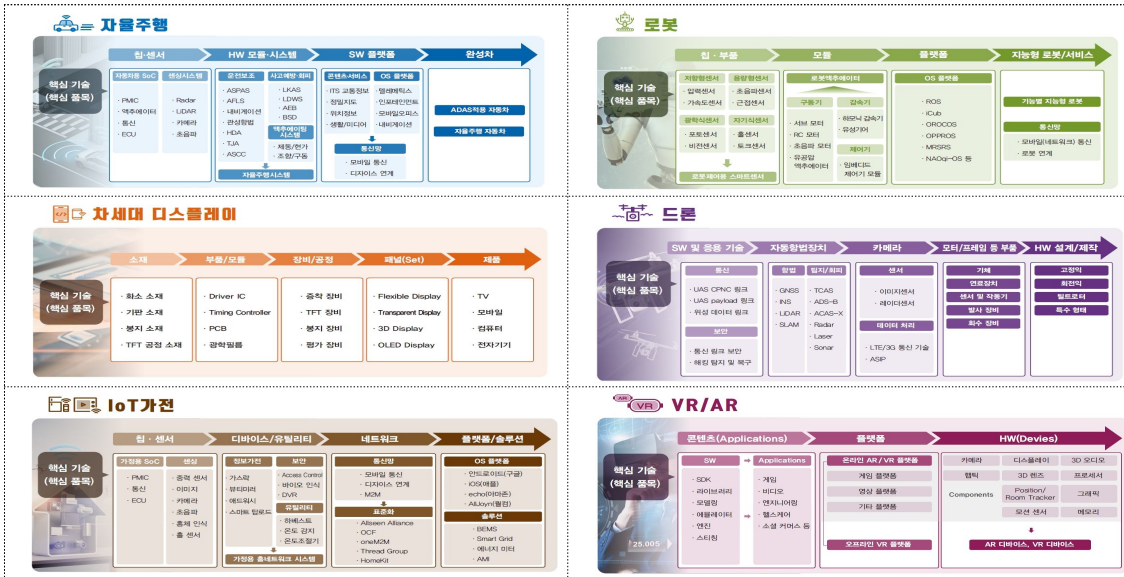 자율주행
칩·센서
HW 모듈·시스템
SW 플랫폼
완성차
핵심 기술
(핵심 품목)
자동차용 SoC
· PMIC
· 액추에이터
· 통신
· ECU
센싱시스템
· Radar
· LiDAR
· 카메라
· 초음파
운전보조
· ASPAS
· AFLS
· 내비게이션
· 관성항법
· HDA
· TJA
· ASCC
사고예방·회피
· LKAS
· LDWS
· AEB
· BSD
액추에이팅
시스템
· 제동/현가
· 조향/구동
자율주행시스템
콘텐츠·서비스
· ITS 교통정보
· 정밀지도
· 위치정보
· 생활/미디어
OS 플랫폼
· 텔레메틱스
· 인포테인먼트
· 모바일오피스
· 내비게이션
통신망
· 모바일 통신
· 디자이스 연계
ADAS적용 자동차
자율주행 자동차
로봇
칩 · 부품
모듈
플랫폼
지능형 로봇/서비스
핵심 기술
(핵심 품목)
저항형센서
· 압력센서
· 가속도센서
용량형센서
· 초음파센서
· 근접센서
광학식센서
· 포토센서
· 비전센서
자기식센서
· 홀센서
· 토크센서
로봇제어용 스마트센서
로봇액추에이터
구동기
· 서보 모터
· RC 모터
· 초음파 모터
· 유공압
액추에이터
감속기
· 하모닉 감속기
· 유성기어
제어기
· 임베디드
제어기 모듈
OS 플랫폼
· ROS
· iCub
· OROCOS
· OPPROS
· MRSRS
· NAOqi-OS 등
기능별 지능형 로봇
통신망
· 모바일(네트워크) 통신
· 로봇 연계
차세대 디스플레이
소재
부품/모듈
장비/공정
패널(Set)
제품
핵심 기술
(핵심 품목)
· 화소 소재
· 기판 소재
· 봉지 소재
· TFT 공정 소재
· Driver IC
· Timing Controller
· PCB
· 광학필름
· 증착 장비
· TFT 장비
· 봉지 장비
· 평가 장비
· Flexible Display
· Transparent Display
· 3D Display
· OLED Display
· TV
· 모바일
· 컴퓨터
· 전자기기
드론
SW 및 응용 기술
자동항법장치
카메라
모터/프레임 등 부품
HW 설계/제작
핵심 기술
(핵심 품목)
통신
· UAS CPNC 링크
· UAS payload 링크
· 위성 데이터 링크
보안
· 통신 링크 보안
· 해킹 탐지 및 복구
항법
· GNSS
· INS
· LiDAR
· SLAM
탐지/회피
· TCAS
· ADS-B
· ACAS-X
· Radar
· Laser
· Sonar
센서
· 이미지센서
· 레이더센서
데이터 처리
· LTE/3G 통신 기술
· ASIP
기체
연료장치
센서 및 작동기
발사 장비
회수 장비
고정익
회전익
틸트로터
특수 형태
IoT가전
칩 · 센서
디바이스/유틸리티
네트워크
플랫폼/솔루션
핵심 기술
(핵심 품목)
가정용 SoC
· PMIC
· 통신
· ECU
센싱
· 중력 센서
· 이미지
· 카메라
· 초음파
· 홍채 인식
· 홀 센서
정보가전
· 가스락
· 뮤티미러
· 애드워시
· 스마트 텁로드
보안
· Access Control
· 바이오 인식
· DVR
유틸리티
· 하베스트
· 온도 감지
· 온도조절기
가정용 홈네트워크 시스템
통신망
· 모바일 통신
· 디자이스 연계
· M2M
표준화
· Allseen Alliance
· OCF
· oneM2M
· Thread Group
· HomeKit
OS 플랫폼
· 안드로이드(구글)
· iOS(애플)
· echo(아마존)
· AllJoyn(퀄컴)
솔루션
· BEMS
· Smart Grid
· 에너지 미터
· AMI
AR
VR
VR/AR
콘텐츠(Applications)
플랫폼
HW(Devies)
핵심 기술
(핵심 품목)
25.005
SW
· SDK
· 라이브러리
· 모델링
· 애뮬레이터
· 엔진
· 스티칭
Applications
· 게임
· 비디오
· 엔지니어링
· 헬스케어
· 소셜 커머스 등
온라인 AR / VR 플랫폼
게임 플랫폼
영상 플랫폼
기타 플랫폼
오프라인 VR 플랫폼
카메라
디스플레이
3D 오디오
햅틱
3D 렌즈
프로세서
Components
Position/
Room Tracker
그래픽
모션 센서
메모리
AR 디바이스, VR 디바이스